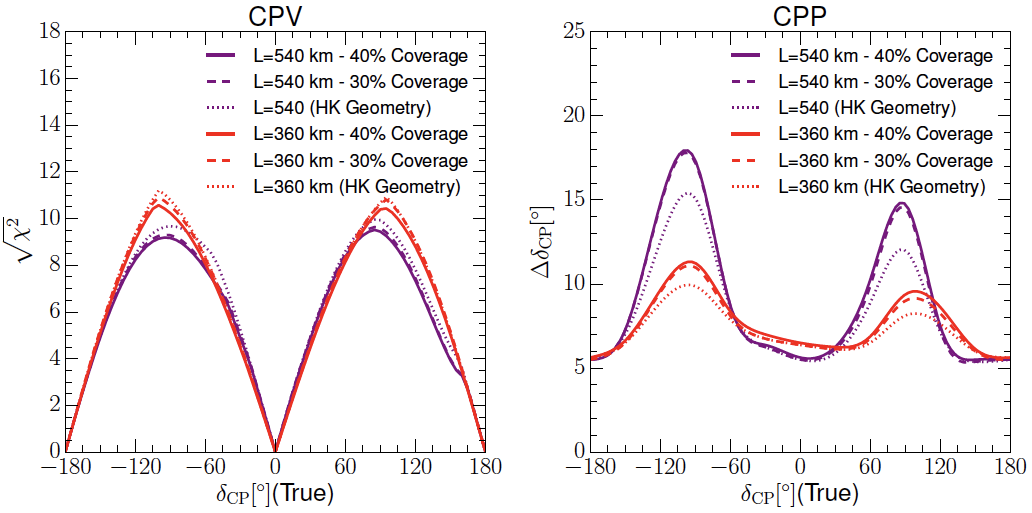 CPV
18
16
14
12
10
8
6
4
2
0
√χ²
L=540 km - 40% Coverage
L=540 km - 30% Coverage
L=540 (HK Geometry)
L=360 km - 40% Coverage
L=360 km - 30% Coverage
L=360 km (HK Geometry)
−180 −120 −60 0 60 120 180
δCP[°](True)
CPP
25
20
15
10
5
0
ΔδCP[°]
L=540 km - 40% Coverage
L=540 km - 30% Coverage
L=540 (HK Geometry)
L=360 km - 40% Coverage
L=360 km - 30% Coverage
L=360 km (HK Geometry)
−180 −120 −60 0 60 120 180
δCP[°](True)